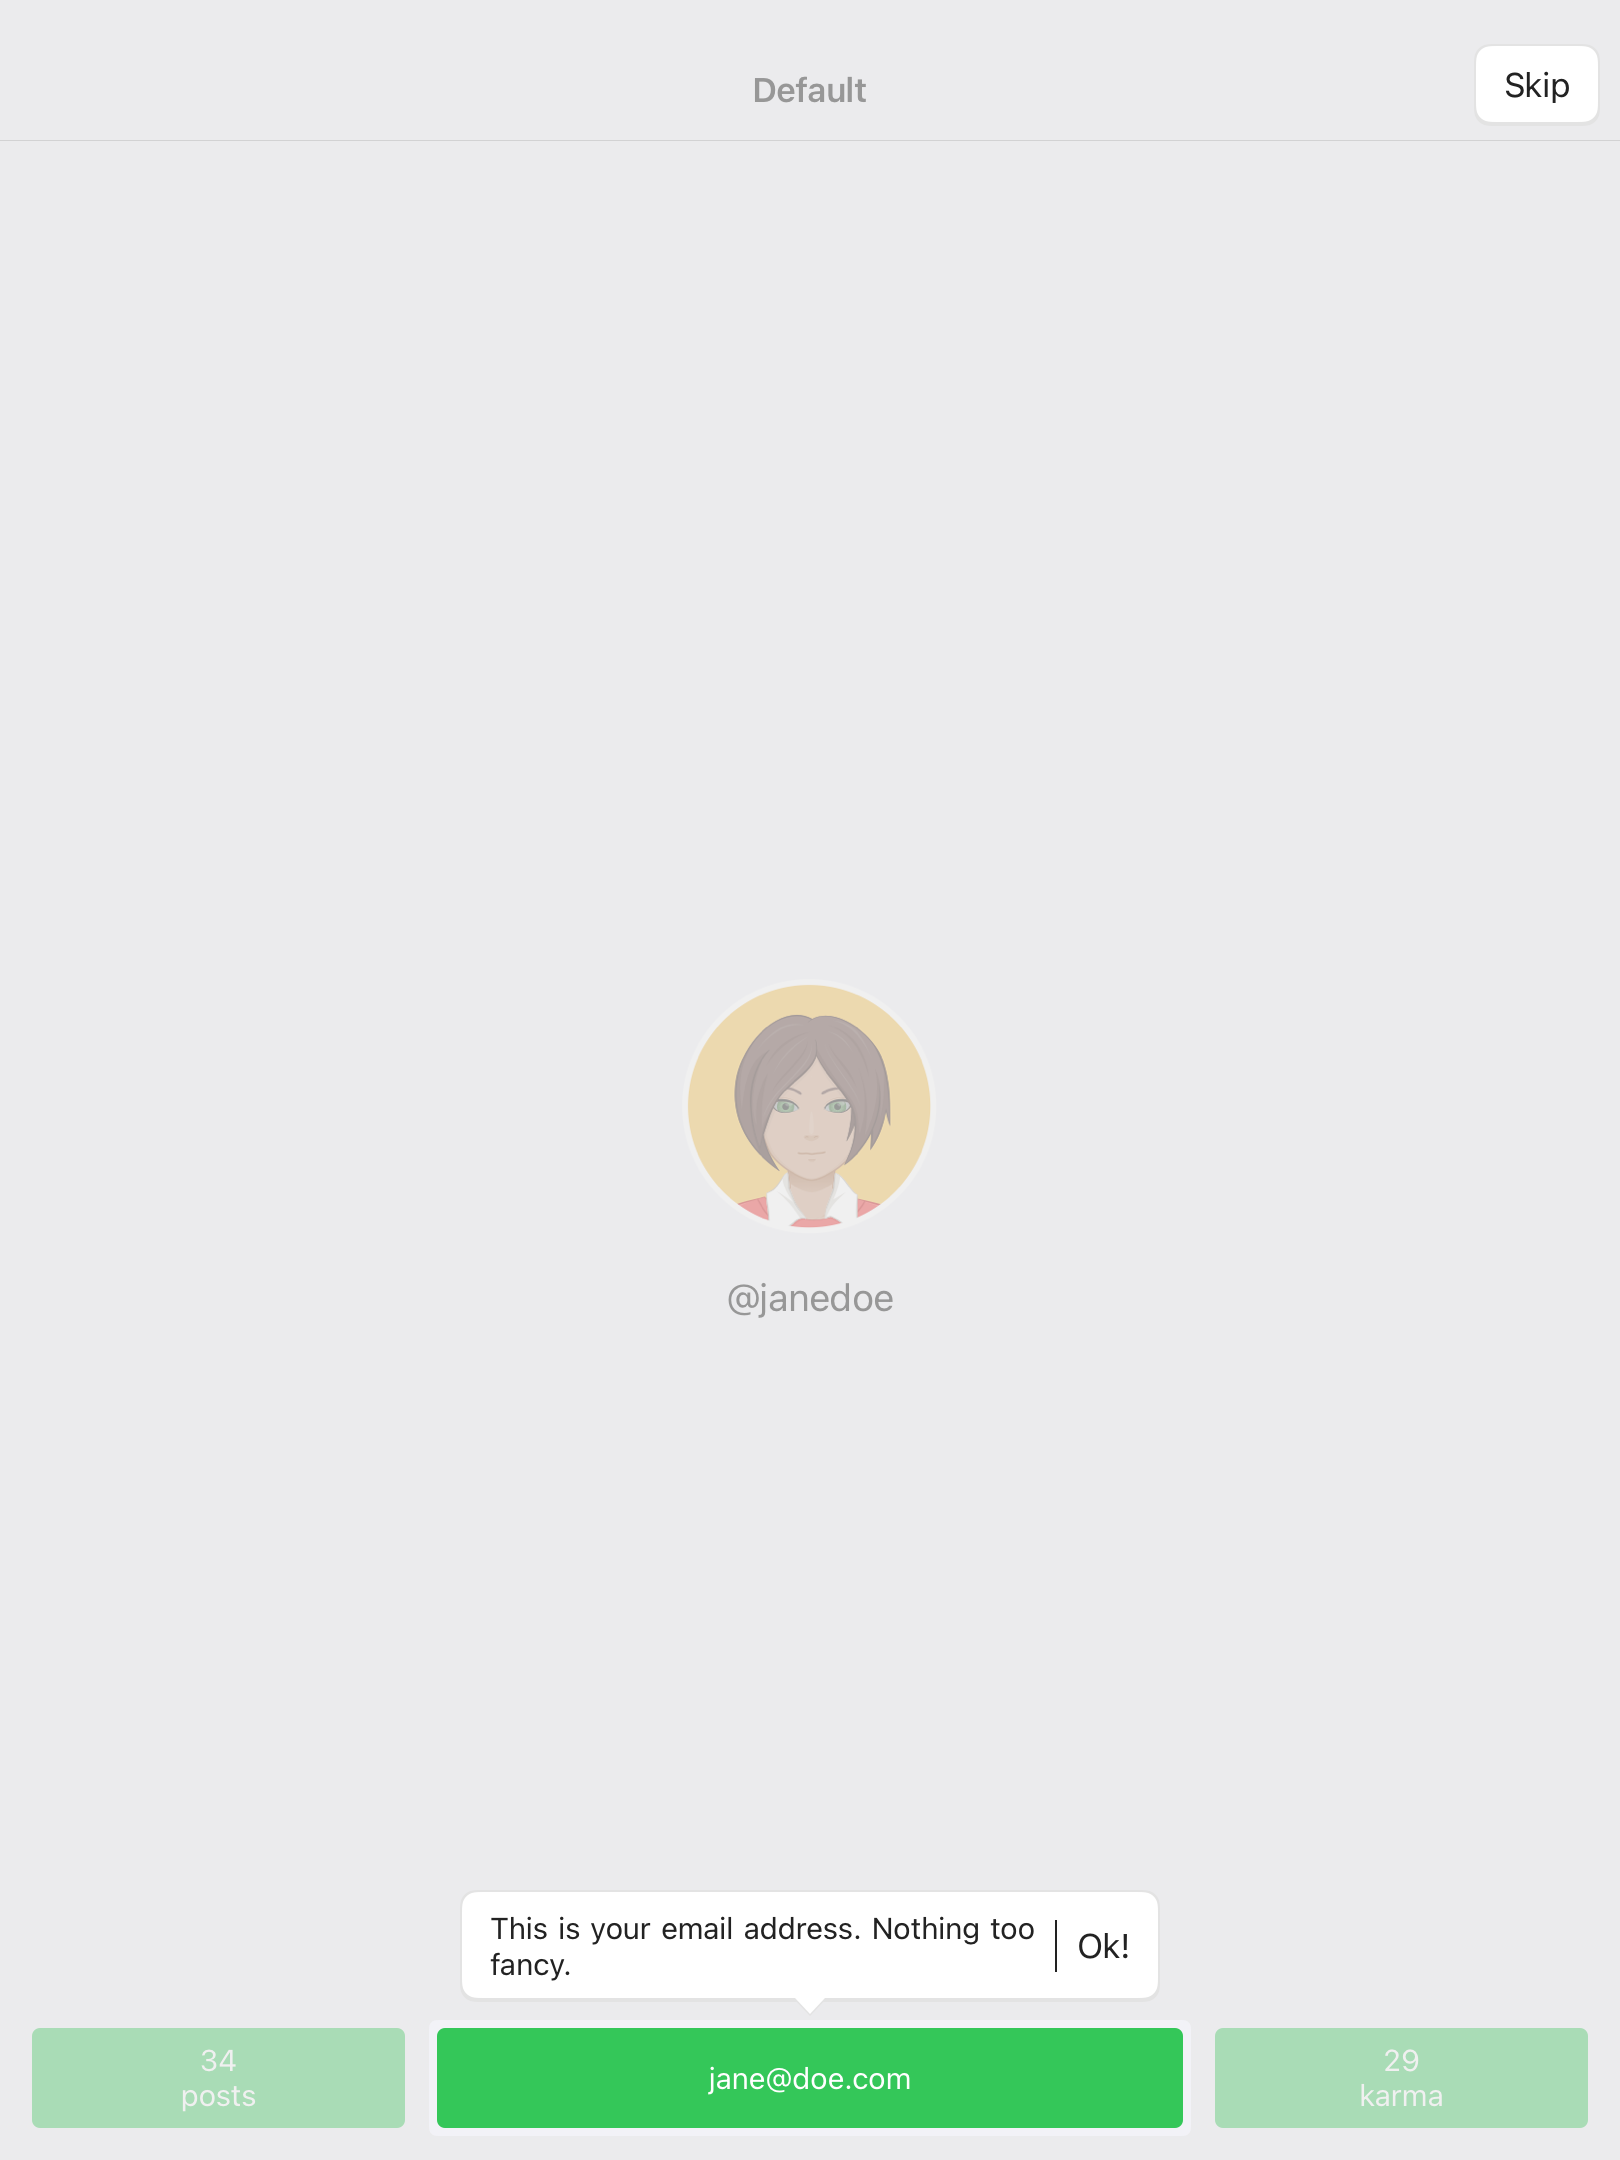 Default
Skip
@janedoe
This is your email address. Nothing too
fancy.
Ok!
34
posts
jane@doe.com
29
karma